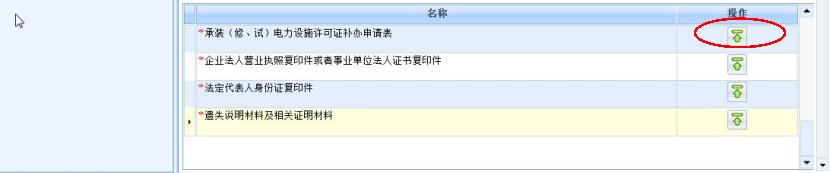 名称 操作
*承装（修、试）电力设施许可证补办申请表
*企业法人营业执照复印件或者事业单位法人证书复印件
*法定代表人身份证复印件
*遗失说明材料及相关证明材料